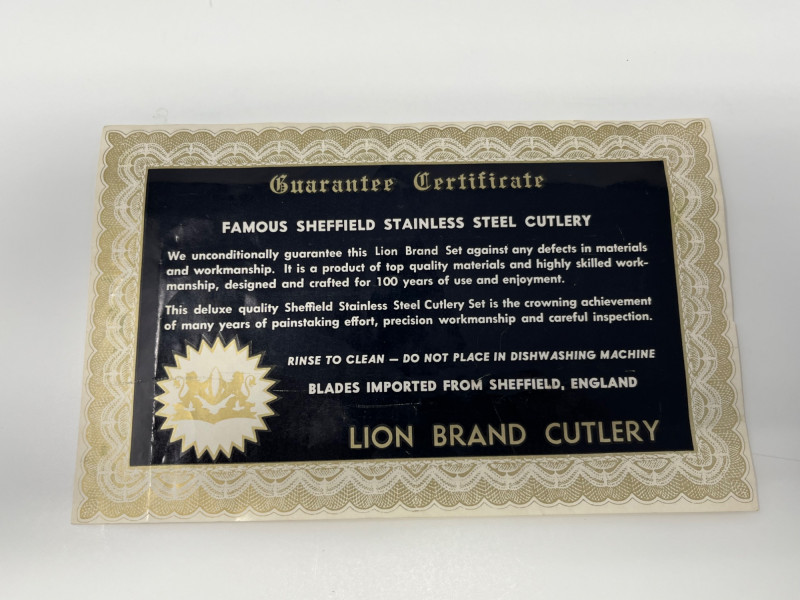 Guarantee Certificate
FAMOUS SHEFFIELD STAINLESS STEEL CUTLERY
We unconditionally guarantee this Lion Brand Set against any defects in materials
and workmanship. It is a product of top quality materials and highly skilled work-
manship, designed and crafted for 100 years of use and enjoyment.
This deluxe quality Sheffield Stainless Steel Cutlery Set is the crowning achievement
of many years of painstaking effort, precision workmanship and careful inspection.
RINSE TO CLEAN — DO NOT PLACE IN DISHWASHING MACHINE
BLADES IMPORTED FROM SHEFFIELD, ENGLAND
LION BRAND CUTLERY